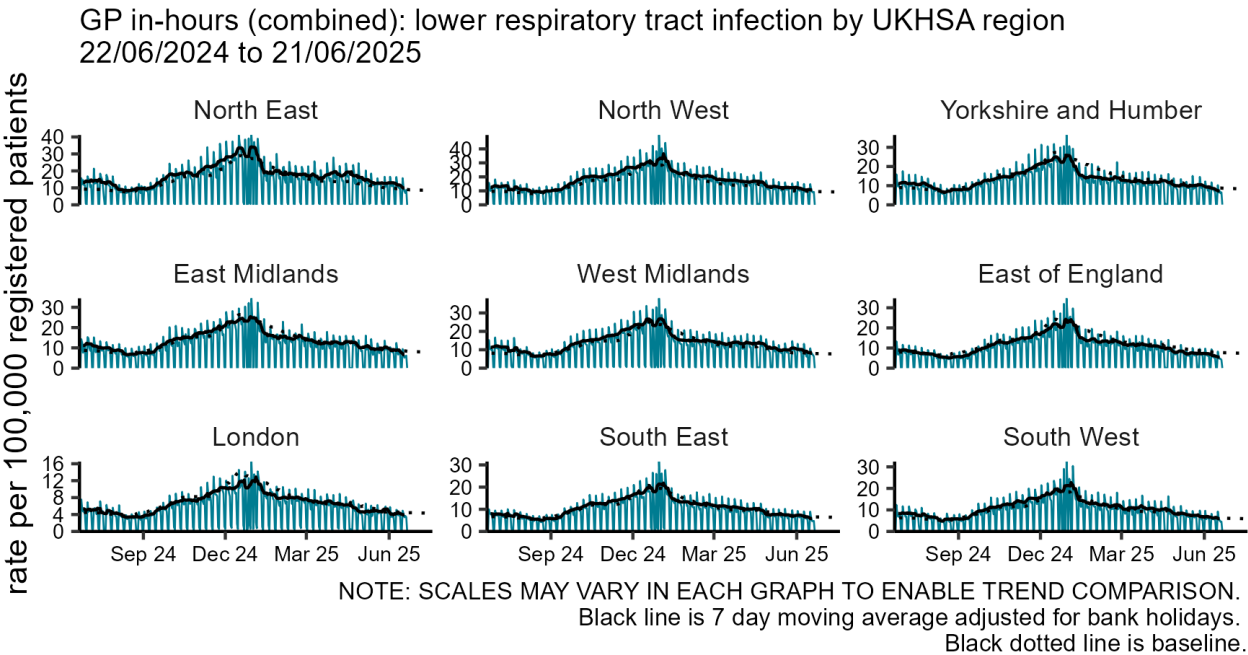 GP in-hours (combined): lower respiratory tract infection by UKHSA region
22/06/2024 to 21/06/2025
rate per 100,000 registered patients
North East
40
30
20
10
0
North West
40
30
20
10
0
Yorkshire and Humber
30
20
10
0
East Midlands
30
20
10
0
West Midlands
30
20
10
0
East of England
30
20
10
0
London
16
12
8
4
0
South East
30
20
10
0
South West
30
20
10
0
Sep 24 Dec 24 Mar 25 Jun 25
Sep 24 Dec 24 Mar 25 Jun 25
Sep 24 Dec 24 Mar 25 Jun 25
NOTE: SCALES MAY VARY IN EACH GRAPH TO ENABLE TREND COMPARISON.
Black line is 7 day moving average adjusted for bank holidays.
Black dotted line is baseline.